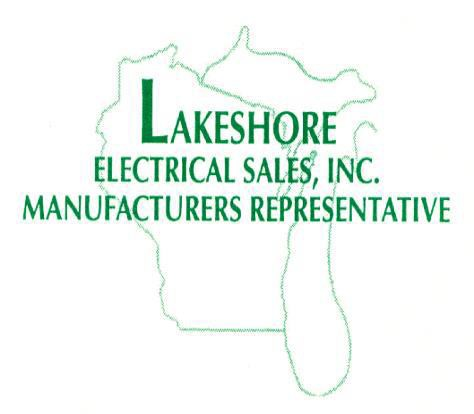 LAKESHORE
ELECTRICAL SALES, INC.
MANUFACTURERS REPRESENTATIVE